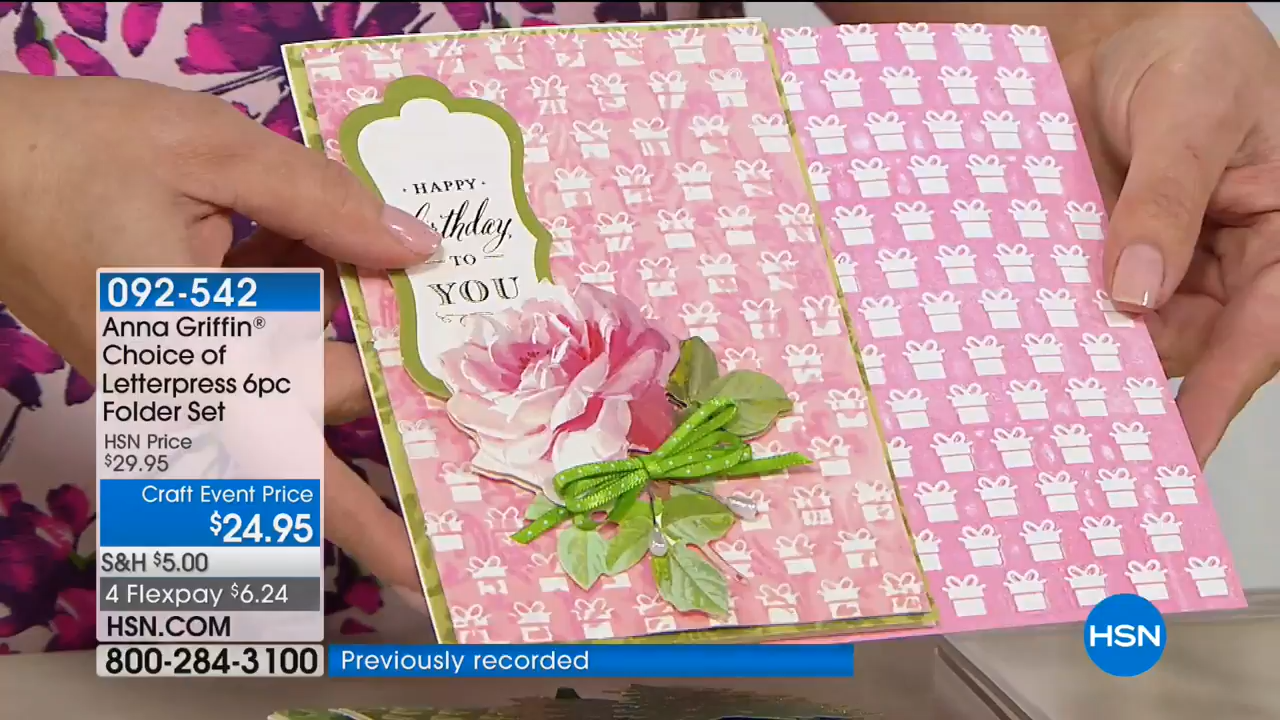 · HAPPY ·
TO
YOU
092-542
Anna Griffin®
Choice of
Letterpress 6pc
Folder Set
HSN Price
$29.95
Craft Event Price
$24.95
S&H $5.00
4 Flexpay $6.24
HSN.COM
800-284-3100
Previously recorded
HSN